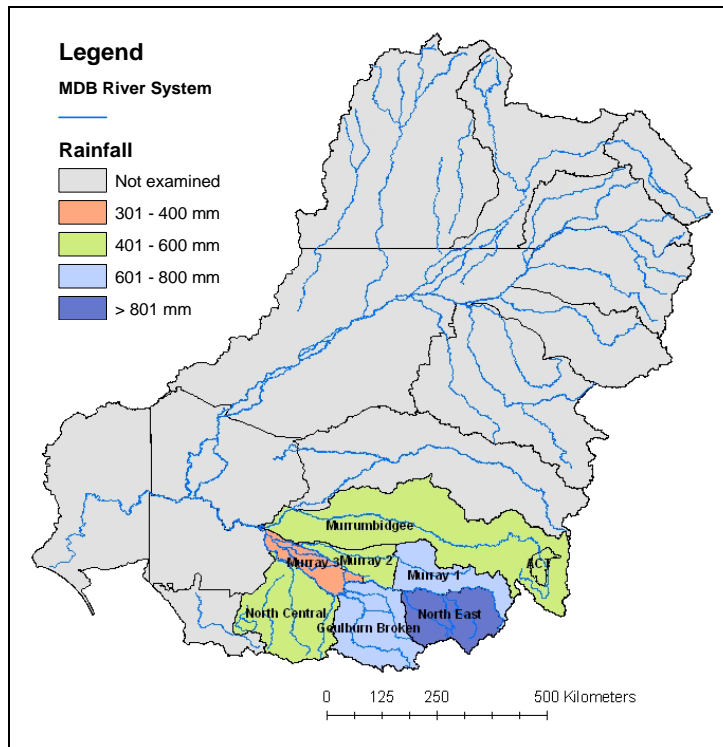 Legend
MDB River System
Rainfall
Not examined
301 - 400 mm
401 - 600 mm
601 - 800 mm
> 801 mm
Murrumbidgee
ACT
Murray 3
Murray 2
Murray 1
North Central
Goulburn Broken
North East
0 125 250 500 Kilometers